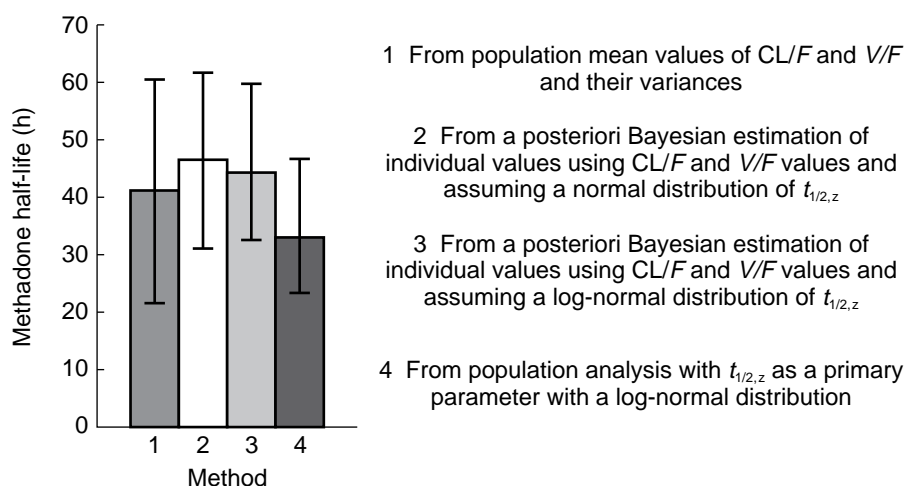 70
60
50
40
30
20
10
0
Methadone half-life (h)
1 2 3 4
Method
1 From population mean values of CL/F and V/F
and their variances
2 From a posteriori Bayesian estimation of
individual values using CL/F and V/F values and
assuming a normal distribution of t1/2,z
3 From a posteriori Bayesian estimation of
individual values using CL/F and V/F values and
assuming a log-normal distribution of t1/2,z
4 From population analysis with t1/2,z as a primary
parameter with a log-normal distribution